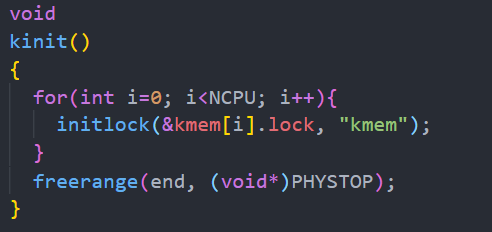 void
kinit()
{
  for(int i=0; i<NCPU; i++){
    initlock(&kmem[i].lock, "kmem");
  }
  freerange(end, (void*)PHYSTOP);
}